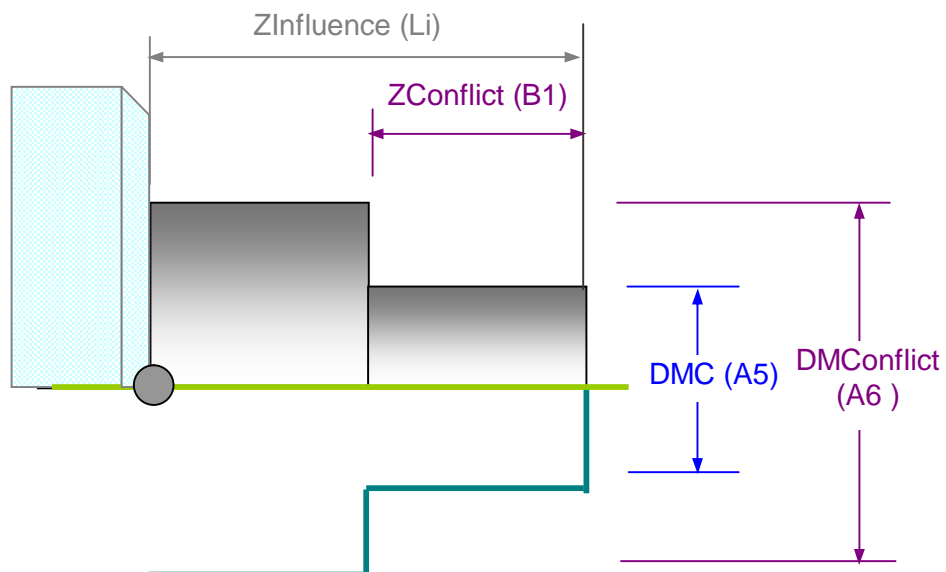 ZInfluence (Li)
ZConflict (B1)
DMC (A5)
DMConflict
(A6 )